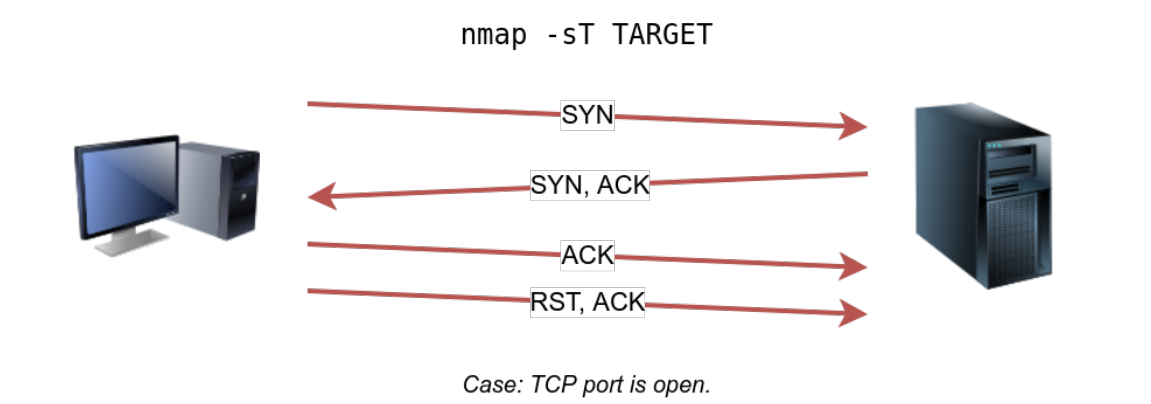 nmap -sT TARGET
SYN
SYN, ACK
ACK
RST, ACK
Case: TCP port is open.